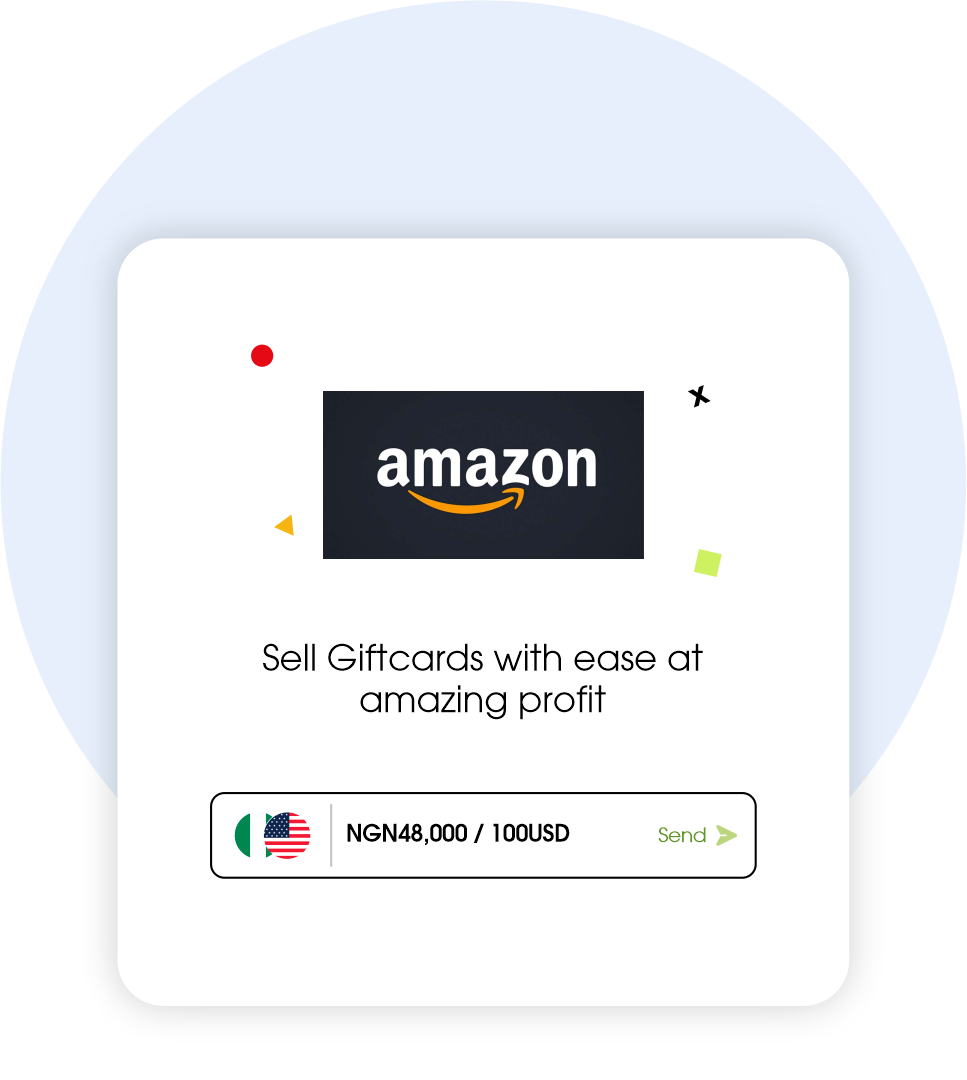 amazon
Sell Giftcards with ease at
amazing profit
NGN48,000 / 100USD
Send